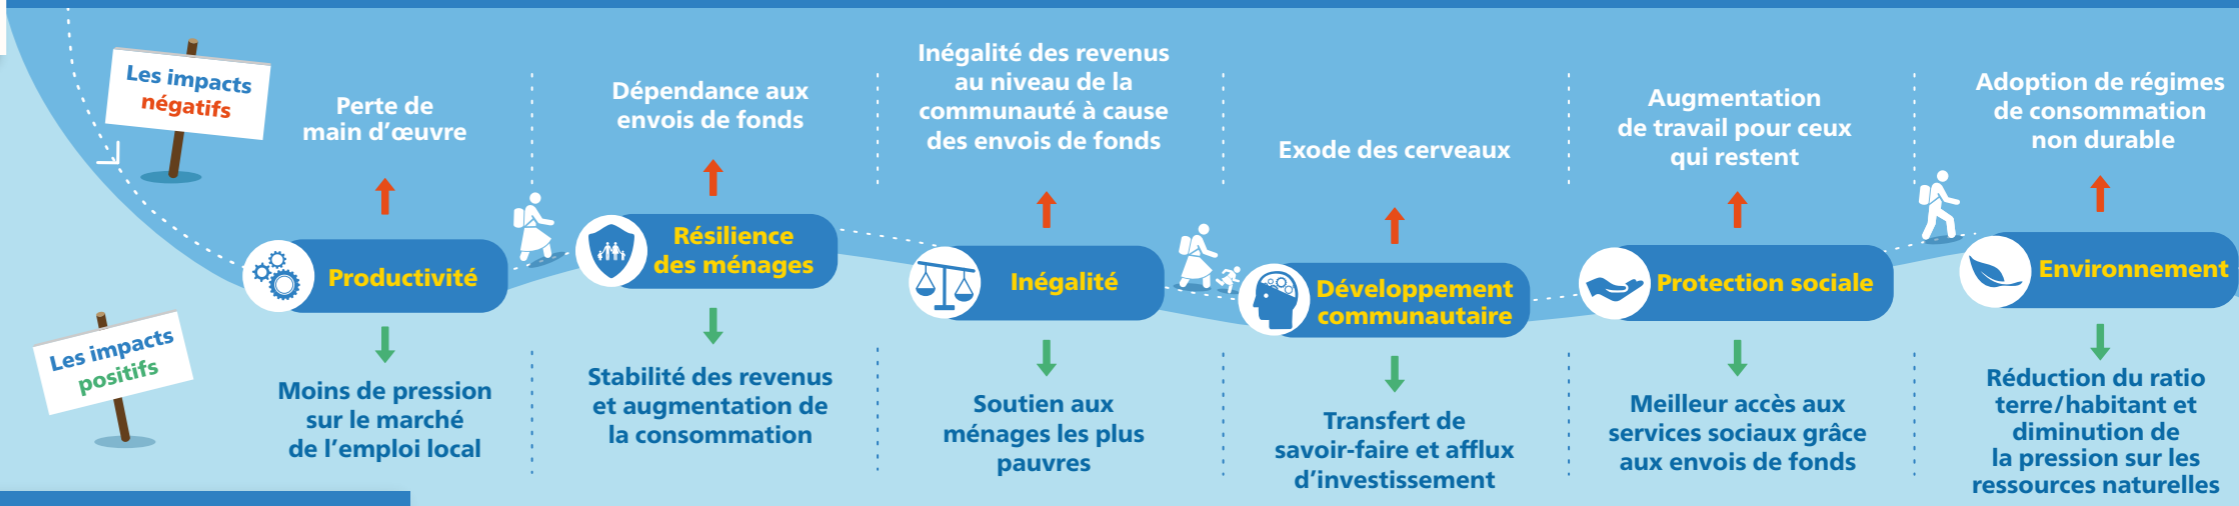 Les impacts
négatifs
Perte de
main d’œuvre
Dépendance aux
envois de fonds
Inégalité des revenus
au niveau de la
communauté à cause
des envois de fonds
Exode des cerveaux
Augmentation
de travail pour ceux
qui restent
Adoption de régimes
de consommation
non durable
Productivité
Résilience
des ménages
Inégalité
Développement
communautaire
Protection sociale
Environnement
Les impacts
positifs
Moins de pression
sur le marché
de l’emploi local
Stabilité des revenus
et augmentation de
la consommation
Soutien aux
ménages les plus
pauvres
Transfert de
savoir-faire et afflux
d’investissement
Meilleur accès aux
services sociaux grâce
aux envois de fonds
Réduction du ratio
terre/habitant et
diminution de
la pression sur les
ressources naturelles